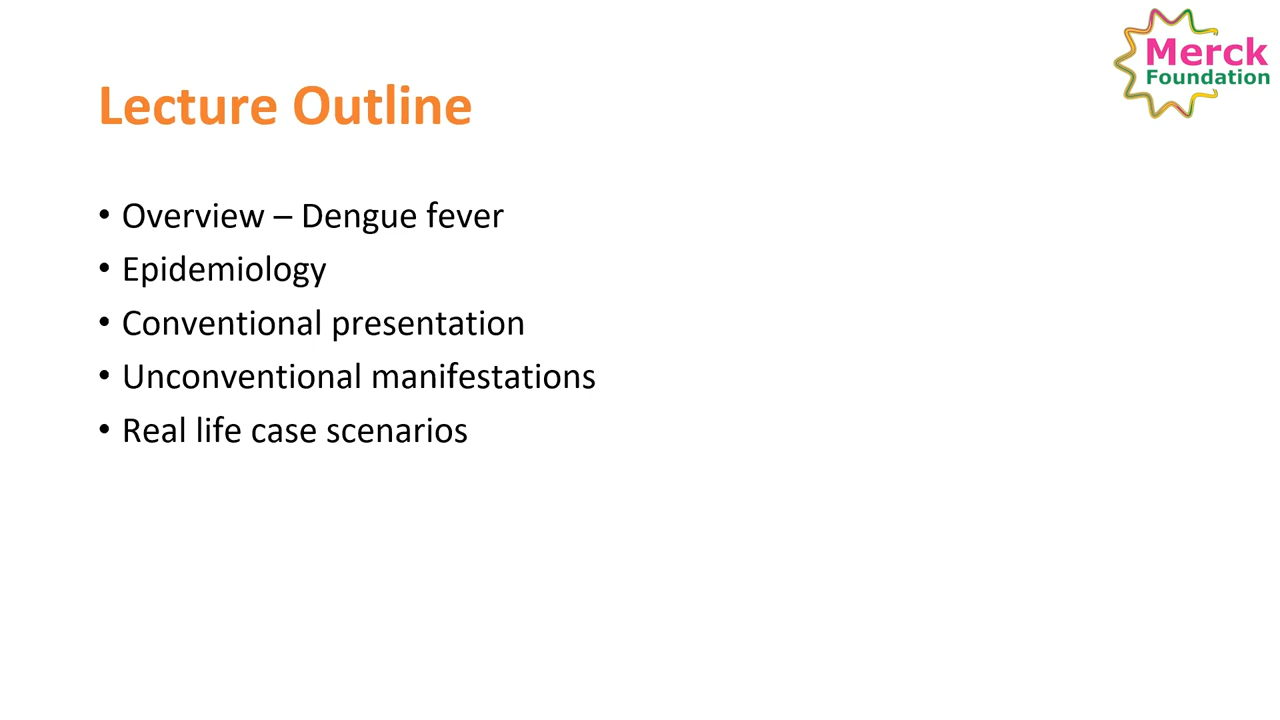 Merck
Foundation
Lecture Outline
• Overview – Dengue fever
• Epidemiology
• Conventional presentation
• Unconventional manifestations
• Real life case scenarios